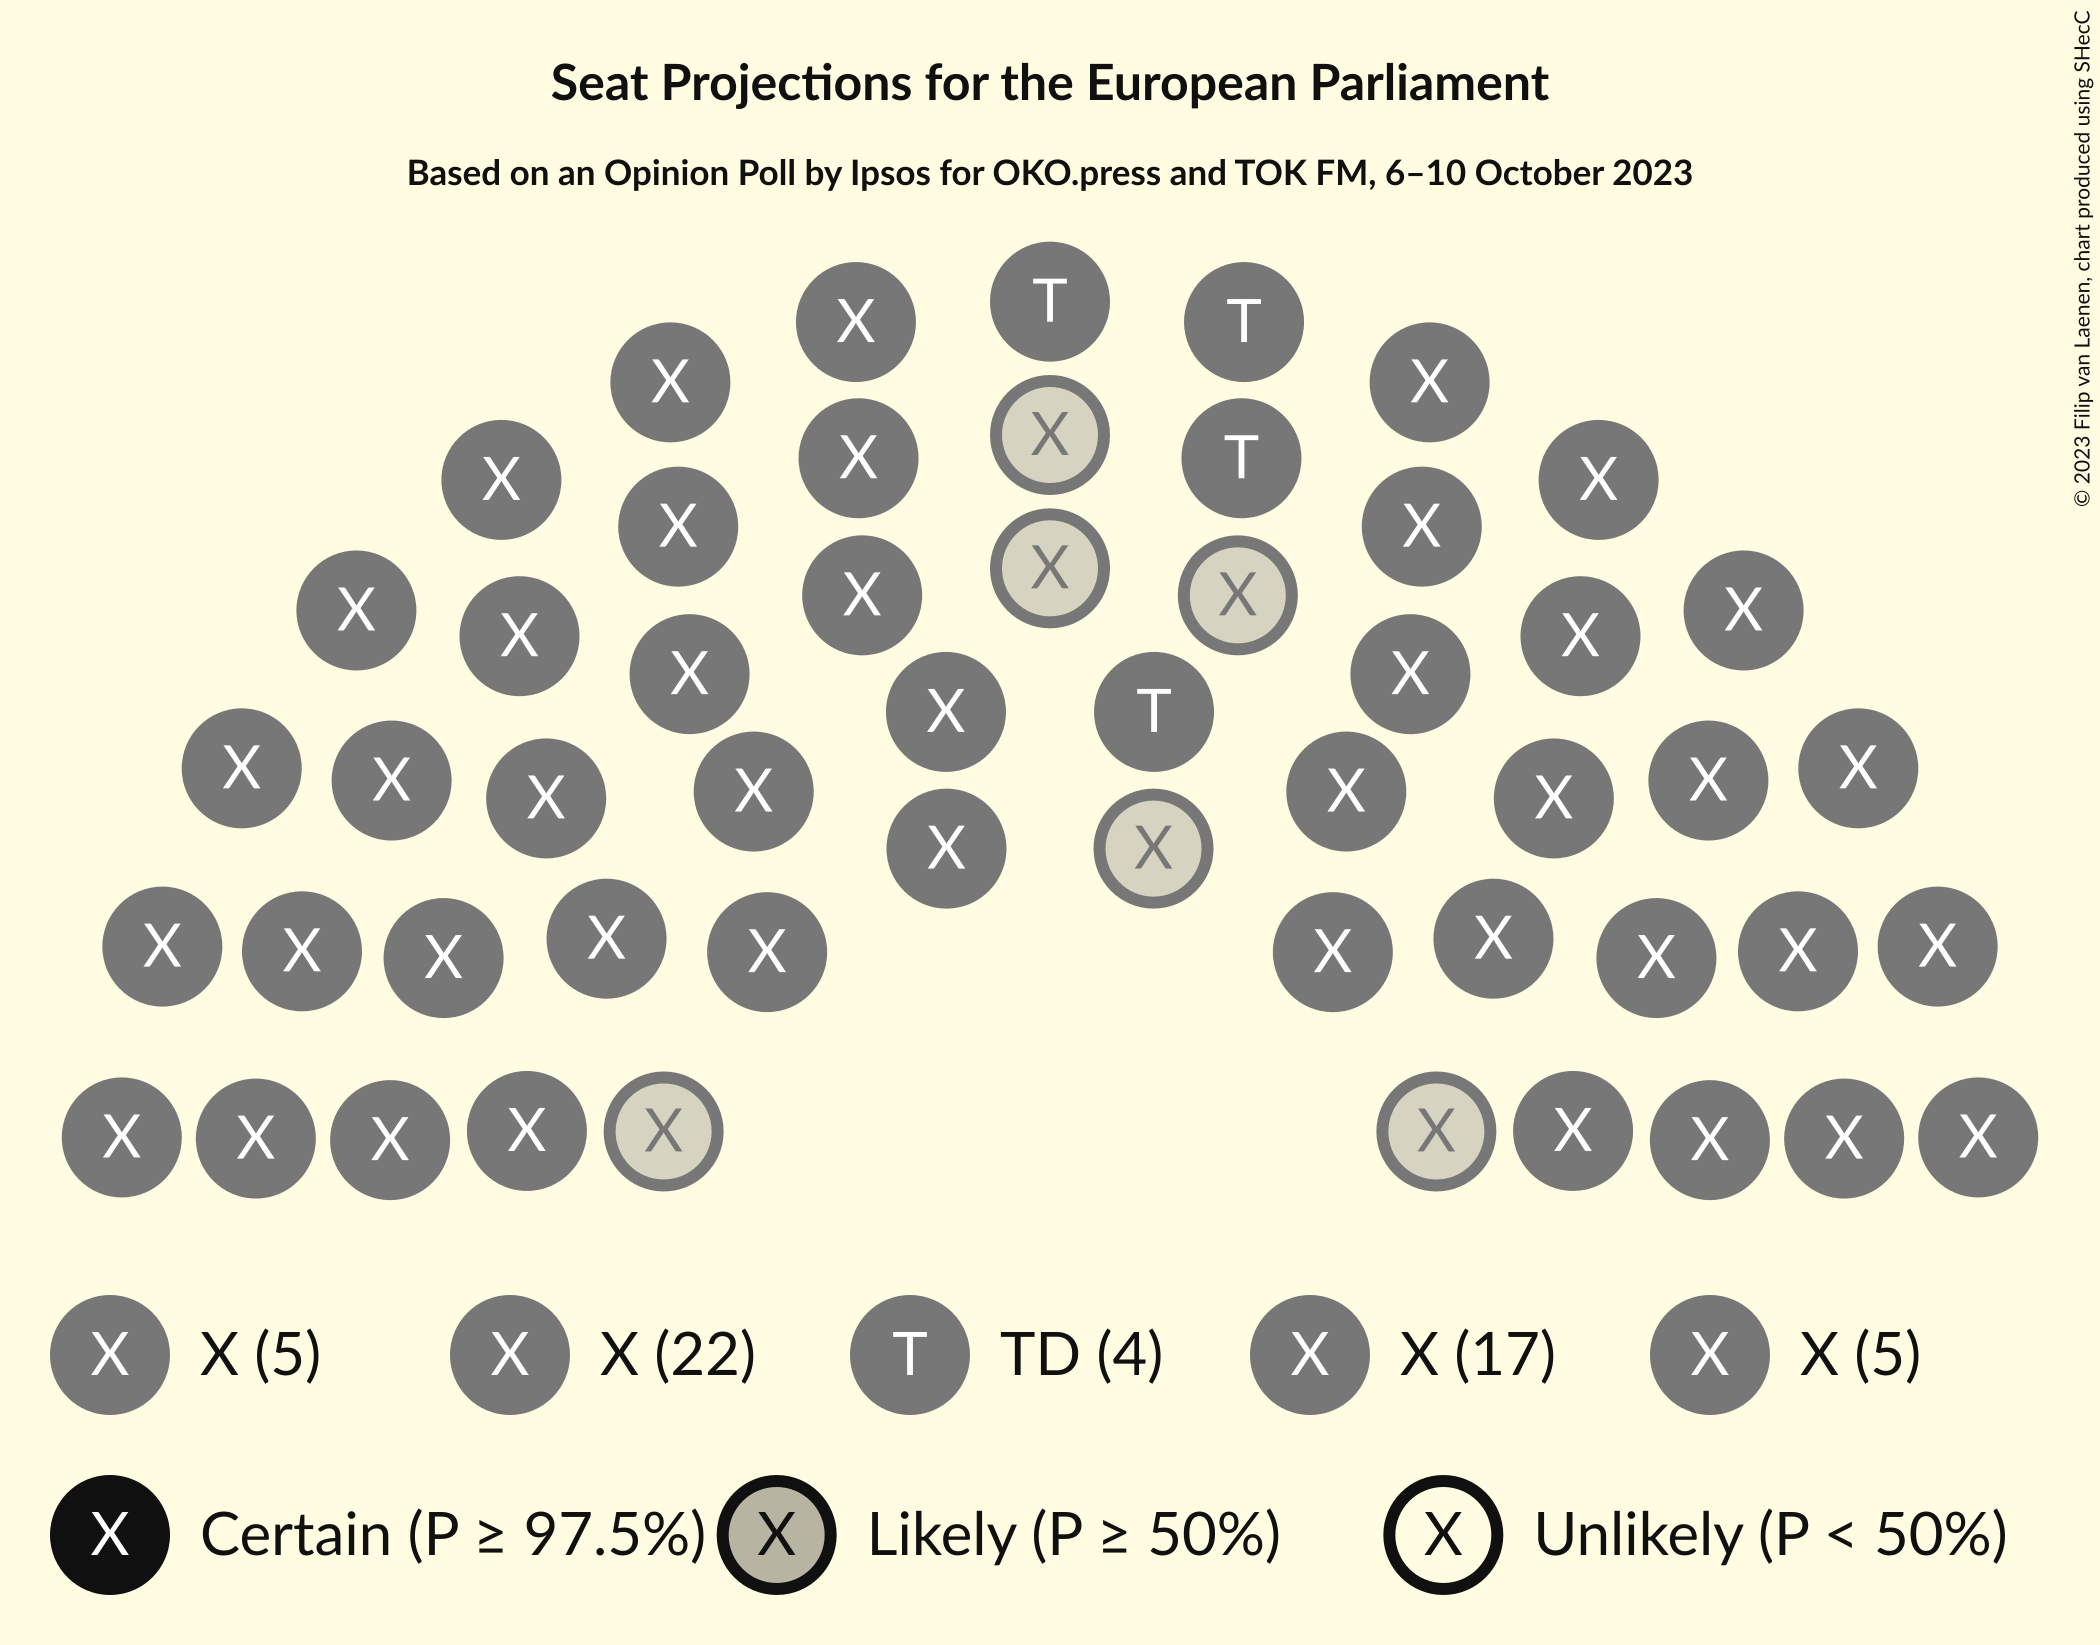 Seat Projections for the European Parliament
Based on an Opinion Poll by Ipsos for OKO.press and TOK FM, 6–10 October 2023
© 2023 Filip van Laenen, chart produced using SHecC
T
X T
X X
X
X T
X X
X
X X
X X
X X
X X
X X
X T
X X
X X
X X
X X
X X
X X
X X X X
X X
X X
X X
X X
X X X X
X X X X X X
X X X X
X X (5) X X (22) T TD (4) X X (17) X X (5)
X Certain (P ≥ 97.5%) X Likely (P ≥ 50%) X Unlikely (P < 50%)